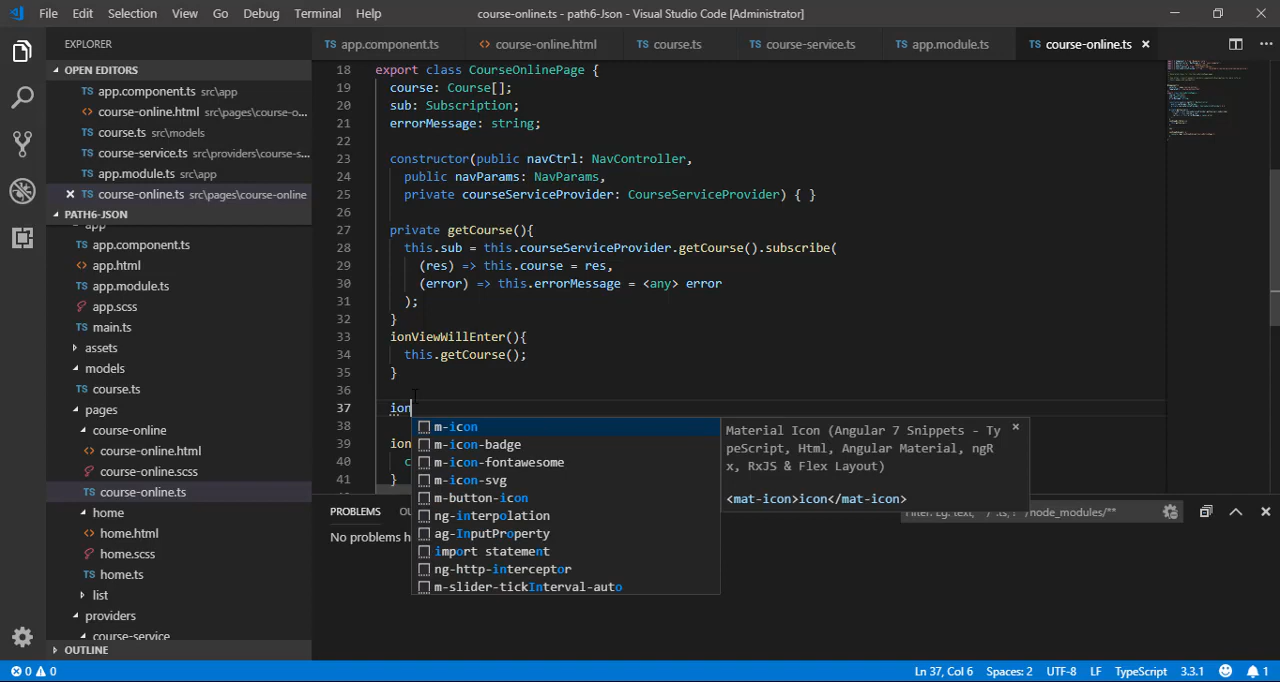 File Edit Selection View Go Debug Terminal Help
course-online.ts - path6-Json - Visual Studio Code [Administrator]
EXPLORER
TS app.component.ts
<> course-online.html
TS course.ts
TS course-service.ts
TS app.module.ts
TS course-online.ts ×
OPEN EDITORS
TS app.component.ts src\app
<> course-online.html src\pages\course-o...
TS course.ts src\models
TS course-service.ts src\providers\course-s...
TS app.module.ts src\app
× TS course-online.ts src\pages\course-online
PATH6-JSON
app
TS app.component.ts
<> app.html
TS app.module.ts
app.scss
TS main.ts
assets
models
TS course.ts
pages
course-online
<> course-online.html
course-online.scss
TS course-online.ts
home
<> home.html
home.scss
TS home.ts
list
providers
course-service
OUTLINE
18 export class CourseOnlinePage {
19 course: Course[];
20 sub: Subscription;
21 errorMessage: string;
22
23 constructor(public navCtrl: NavController,
24 public navParams: NavParams,
25 private courseServiceProvider: CourseServiceProvider) { }
26
27 private getCourse(){
28 this.sub = this.courseServiceProvider.getCourse().subscribe(
29 (res) => this.course = res,
30 (error) => this.errorMessage = <any> error
31 );
32 }
33 ionViewWillEnter(){
34 this.getCourse();
35 }
36
37 ion
38
39 ion
40 c
41 }
m-icon
m-icon-badge
m-icon-fontawesome
m-icon-svg
m-button-icon
ng-interpolation
ag-InputProperty
import statement
ng-http-interceptor
m-slider-tickInterval-auto
Material Icon (Angular 7 Snippets - Ty
peScript, Html, Angular Material, ngR
x, RxJS & Flex Layout)
<mat-icon>icon</mat-icon>
PROBLEMS OU
No problems h
0 0
Ln 37, Col 6 Spaces: 2 UTF-8 LF TypeScript 3.3.1 1